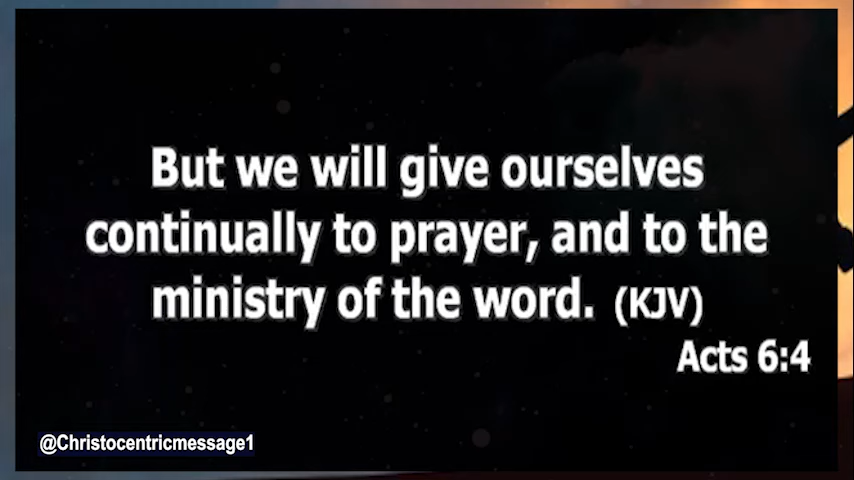 But we will give ourselves
continually to prayer, and to the
ministry of the word. (KJV)
Acts 6:4
@Christocentricmessage1